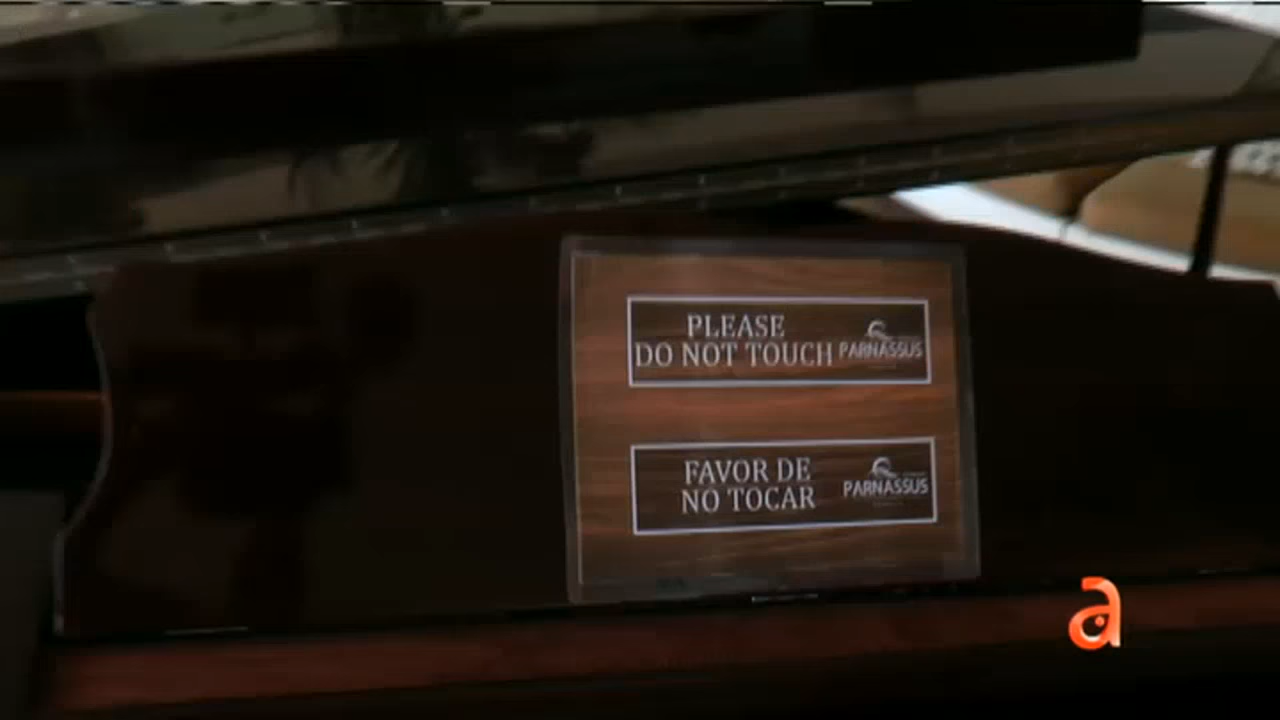 PLEASE
DO NOT TOUCH
PARNASSUS
FAVOR DE
NO TOCAR
PARNASSUS
a